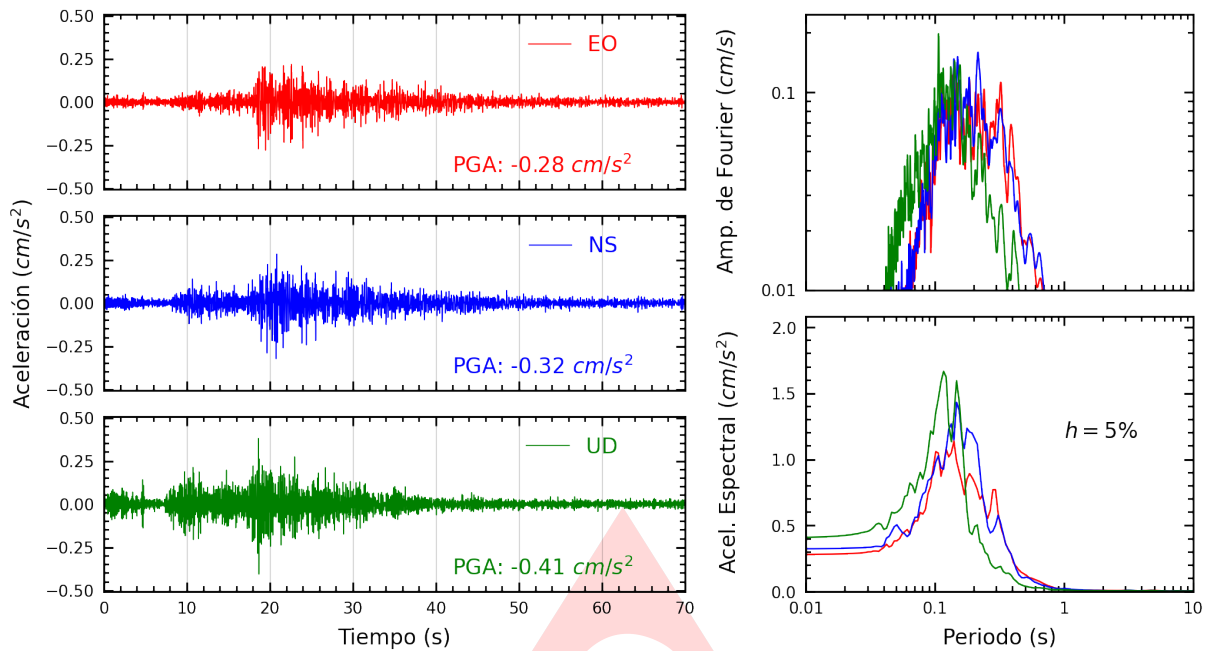 0.50
0.25
0.00
−0.25
−0.50
EO
PGA: -0.28 cm/s²
0.50
0.25
0.00
−0.25
−0.50
NS
PGA: -0.32 cm/s²
0.50
0.25
0.00
−0.25
−0.50
UD
PGA: -0.41 cm/s²
0 10 20 30 40 50 60 70
Tiempo (s)
Aceleración (cm/s²)
0.1
0.01
Amp. de Fourier (cm/s)
2.0
1.5
1.0
0.5
0.0
h = 5%
Acel. Espectral (cm/s²)
0.01 0.1 1 10
Periodo (s)